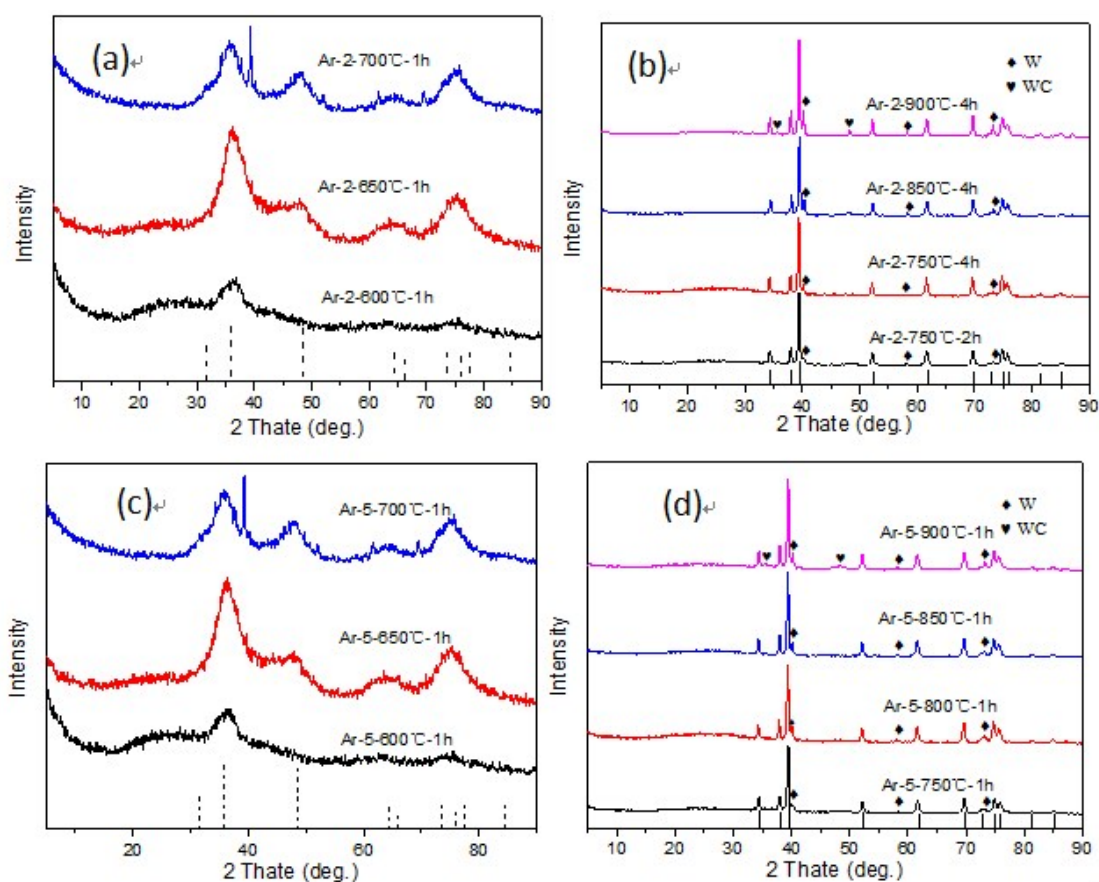 (a)↵
Ar-2-700℃-1h
Ar-2-650℃-1h
Ar-2-600℃-1h
Intensity
10 20 30 40 50 60 70 80 90
2 Thate (deg.)
(b)↵
♦ W
♥ WC
Ar-2-900℃-4h
Ar-2-850℃-4h
Ar-2-750℃-4h
Ar-2-750℃-2h
Intensity
10 20 30 40 50 60 70 80 90
2 Thate (deg.)
(c)↵
Ar-5-700℃-1h
Ar-5-650℃-1h
Ar-5-600℃-1h
Intensity
20 40 60 80
2 Thate (deg.)
(d)↵
♦ W
♥ WC
Ar-5-900℃-1h
Ar-5-850℃-1h
Ar-5-800℃-1h
Ar-5-750℃-1h
Intensity
10 20 30 40 50 60 70 80 90
2 Thate (deg.)